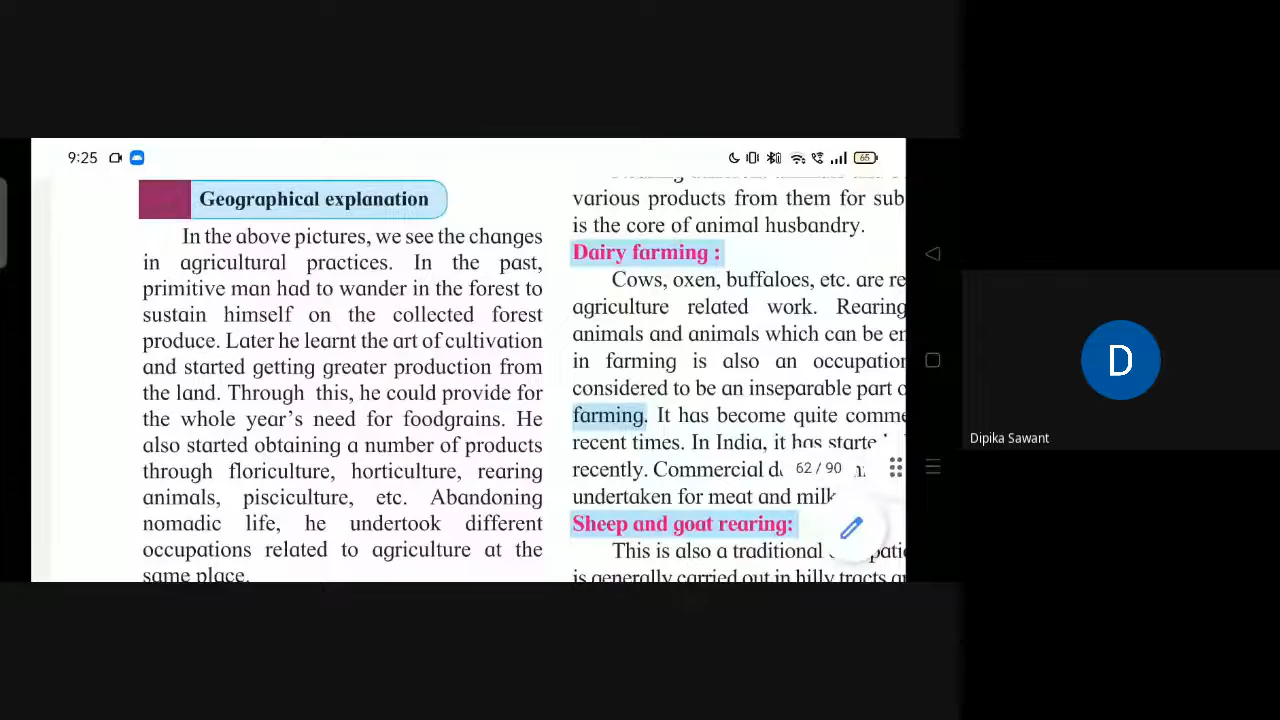 9:25
65
Geographical explanation
In the above pictures, we see the changes
in agricultural practices. In the past,
primitive man had to wander in the forest to
sustain himself on the collected forest
produce. Later he learnt the art of cultivation
and started getting greater production from
the land. Through this, he could provide for
the whole year's need for foodgrains. He
also started obtaining a number of products
through floriculture, horticulture, rearing
animals, pisciculture, etc. Abandoning
nomadic life, he undertook different
occupations related to agriculture at the
same place.
various products from them for sub
is the core of animal husbandry.
Dairy farming :
Cows, oxen, buffaloes, etc. are re
agriculture related work. Rearing
animals and animals which can be
in farming is also an occupation
considered to be an inseparable part
farming. It has become quite comme
recent times. In India, it has starte
recently. Commercial
undertaken for meat and milk
Sheep and goat rearing:
This is also a traditional
is generally carried out in hilly tracts
62 / 90
D
Dipika Sawant